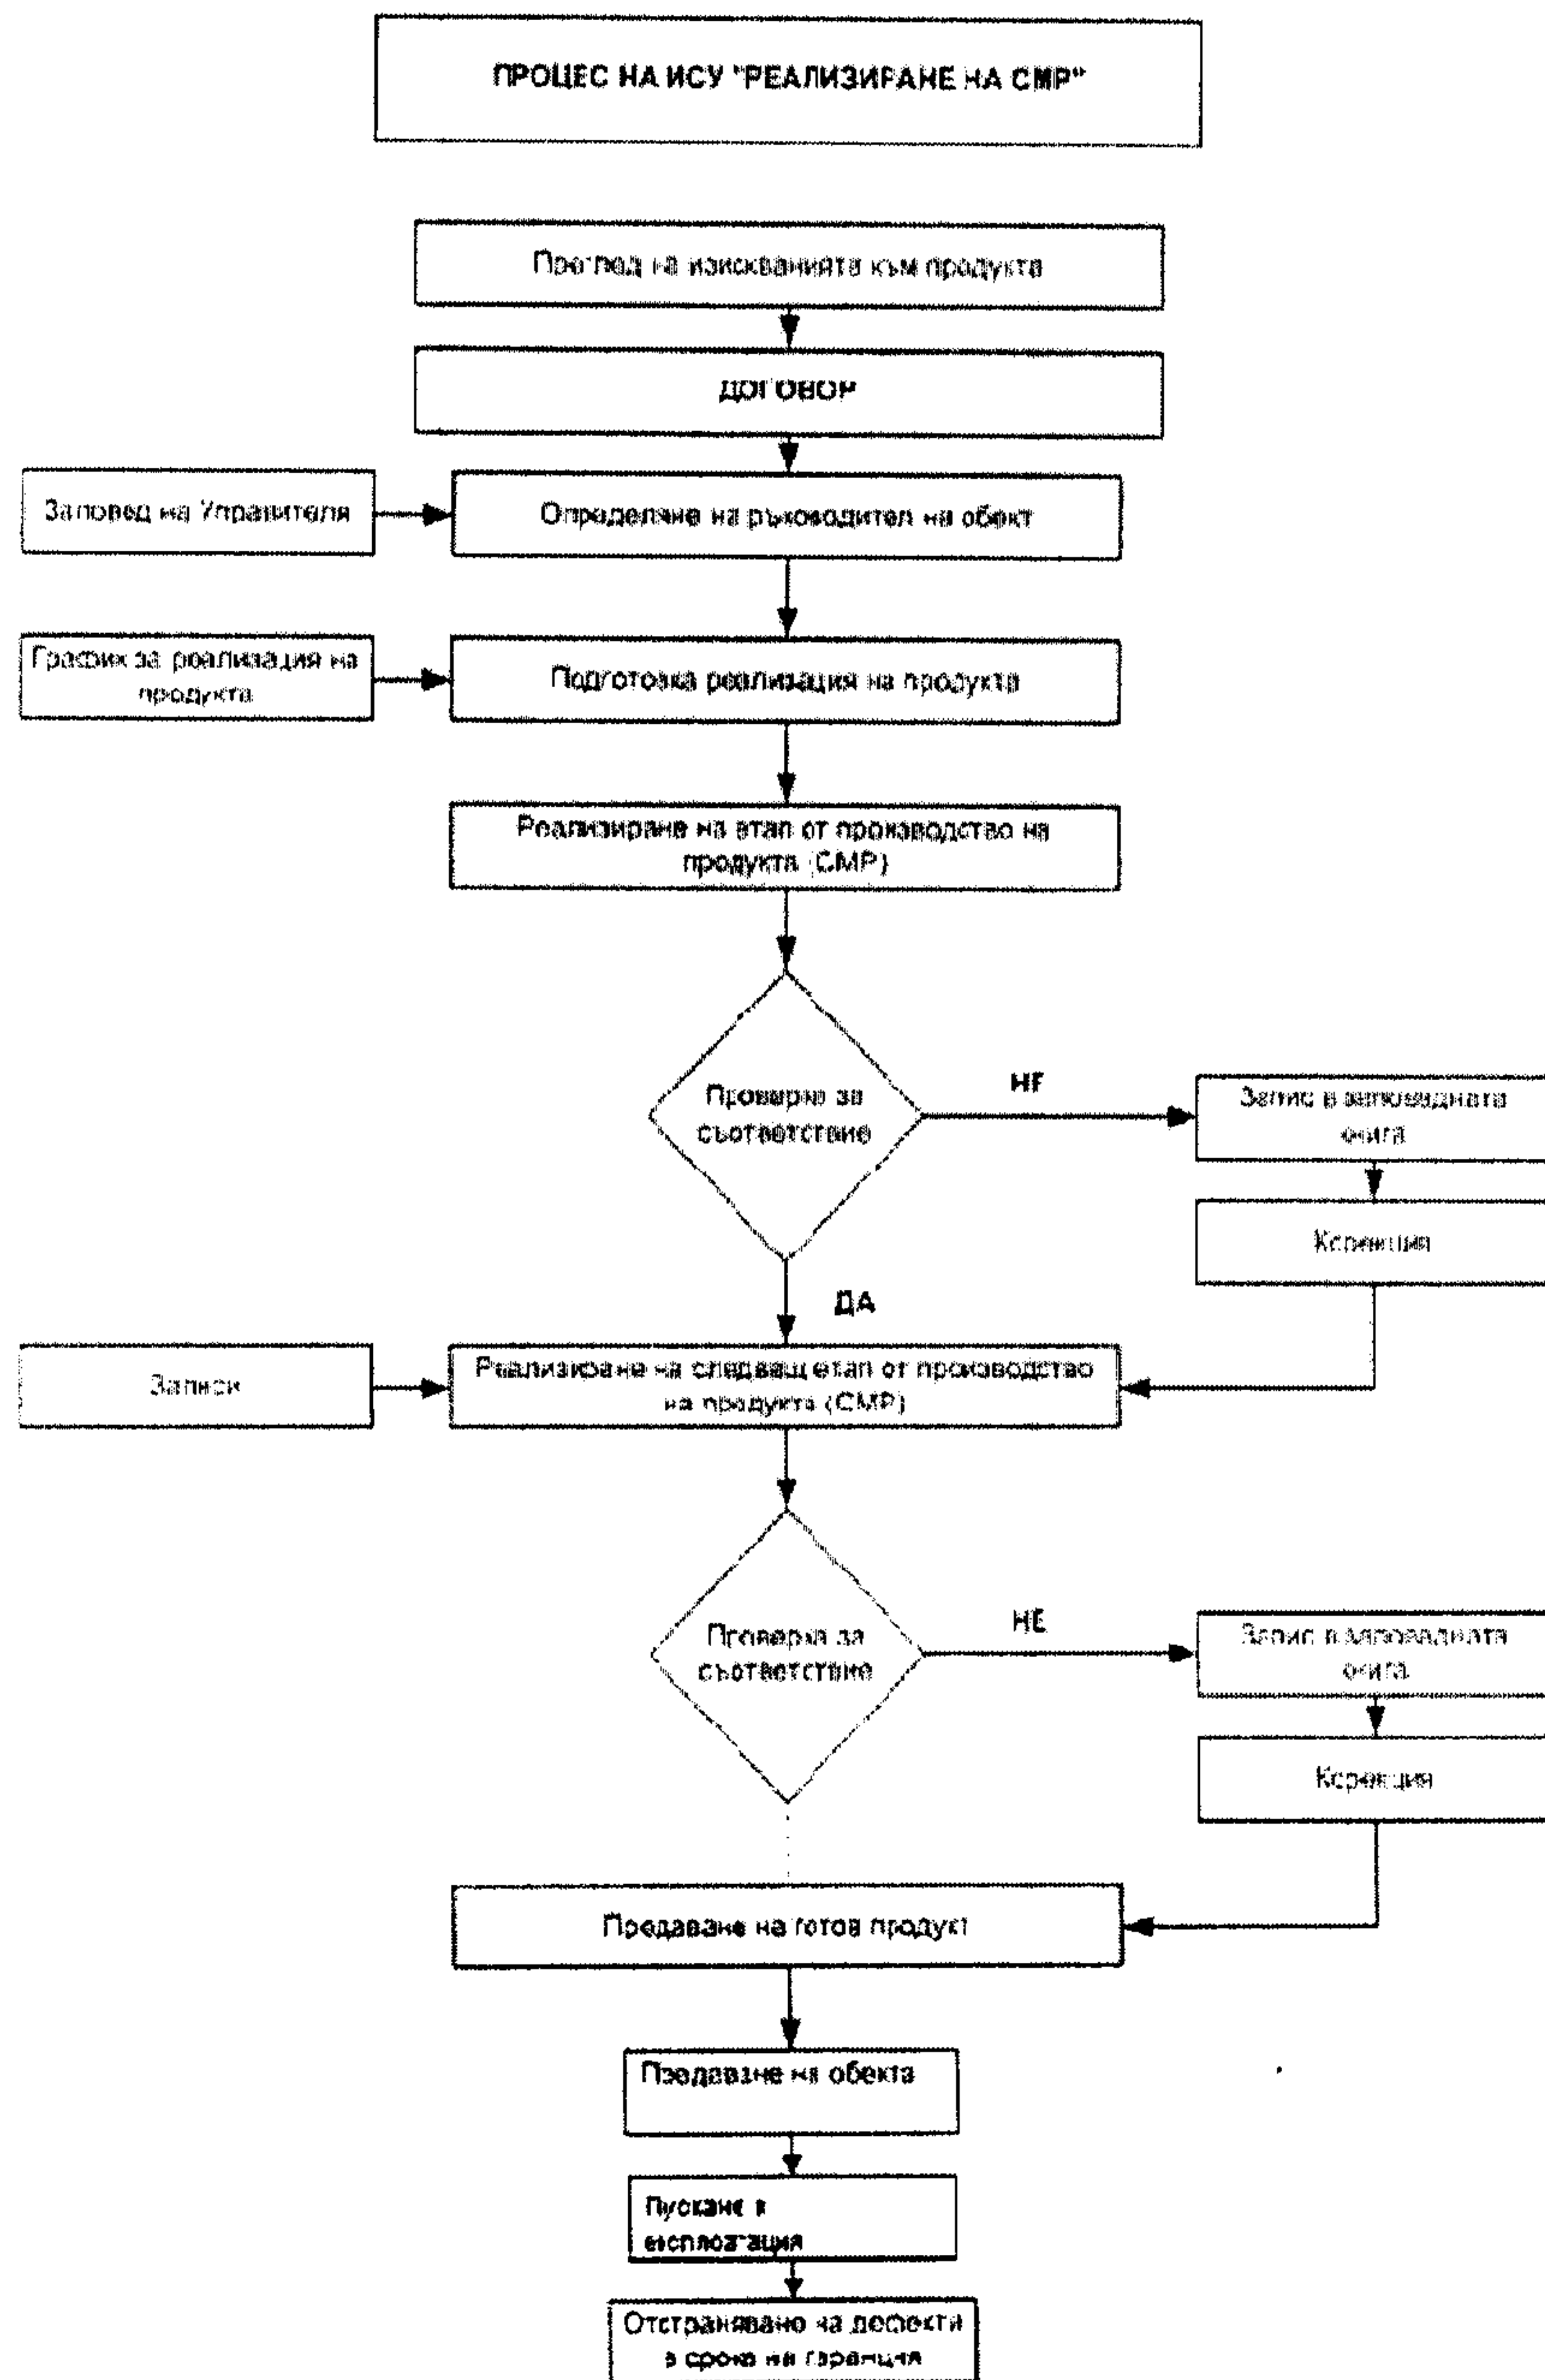 ПРОЦЕС НА ИСУ "РЕАЛИЗИРАНЕ НА СМР"
Преглед на изискванията към продукта
ДОГОВОР
Заповед на Управителя
Определяне на ръководител на обект
График за реализация на
продукта
Подготовка реализация на продукта
Реализиране на етап от производство на
продукта (СМР)
Проверка за
съответствие
НЕ
Запис в заповедната
книга
Корекция
ДА
Записи
Реализиране на следващ етап от производство
на продукта (СМР)
Проверка за
съответствие
НЕ
Запис в заповедната
книга
Корекция
Предаване на готов продукт
Предаване на обекта
Пускане в
експлоатация
Отстраняване на дефекти
в срока на гаранция